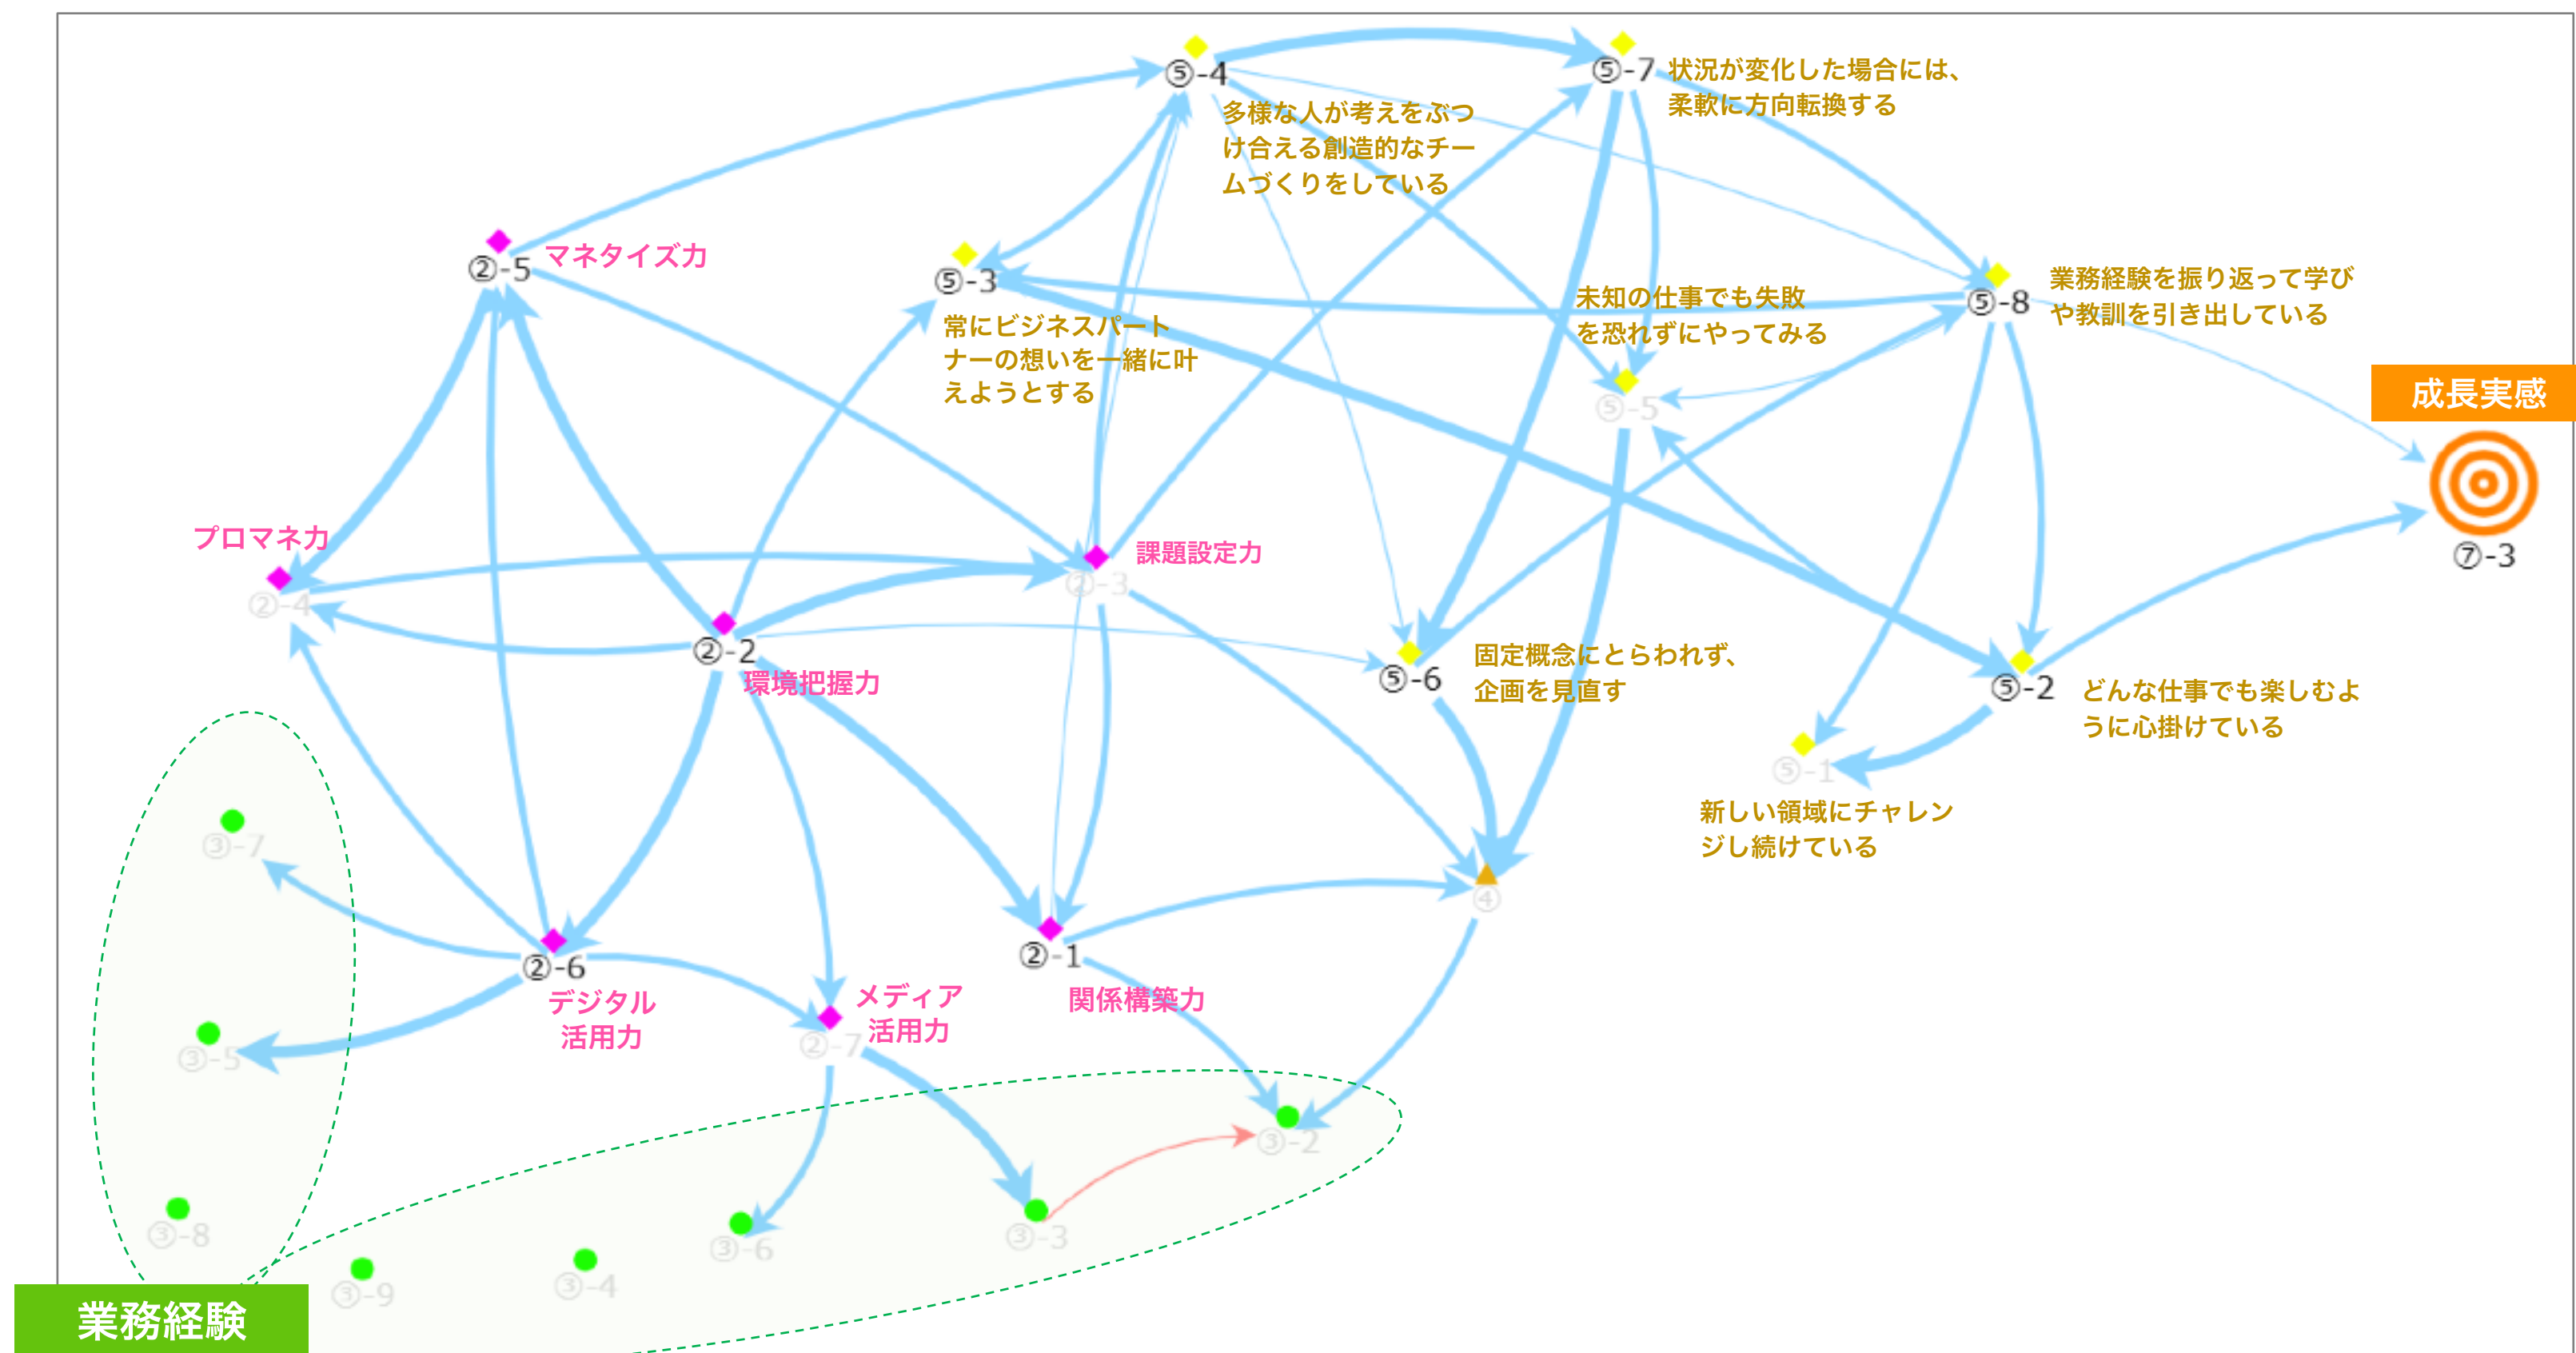 ⑤-4
⑤-7
状況が変化した場合には、
柔軟に方向転換する
多様な人が考えをぶつ
け合える創造的なチー
ムづくりをしている
②-5
マネタイズ力
⑤-3
常にビジネスパート
ナーの想いを一緒に叶
えようとする
未知の仕事でも失敗
を恐れずにやってみる
⑤-5
⑤-8
業務経験を振り返って学び
や教訓を引き出している
成長実感
⑦-3
プロマネ力
②-4
②-3
課題設定力
②-2
環境把握力
⑤-6
固定概念にとらわれず、
企画を見直す
⑤-2
どんな仕事でも楽しむよ
うに心掛けている
⑤-1
新しい領域にチャレン
ジし続けている
③-7
④
②-6
デジタル
活用力
②-1
関係構築力
メディア
活用力
②-7
③-5
③-2
③-8
③-6
③-3
③-9
③-4
業務経験